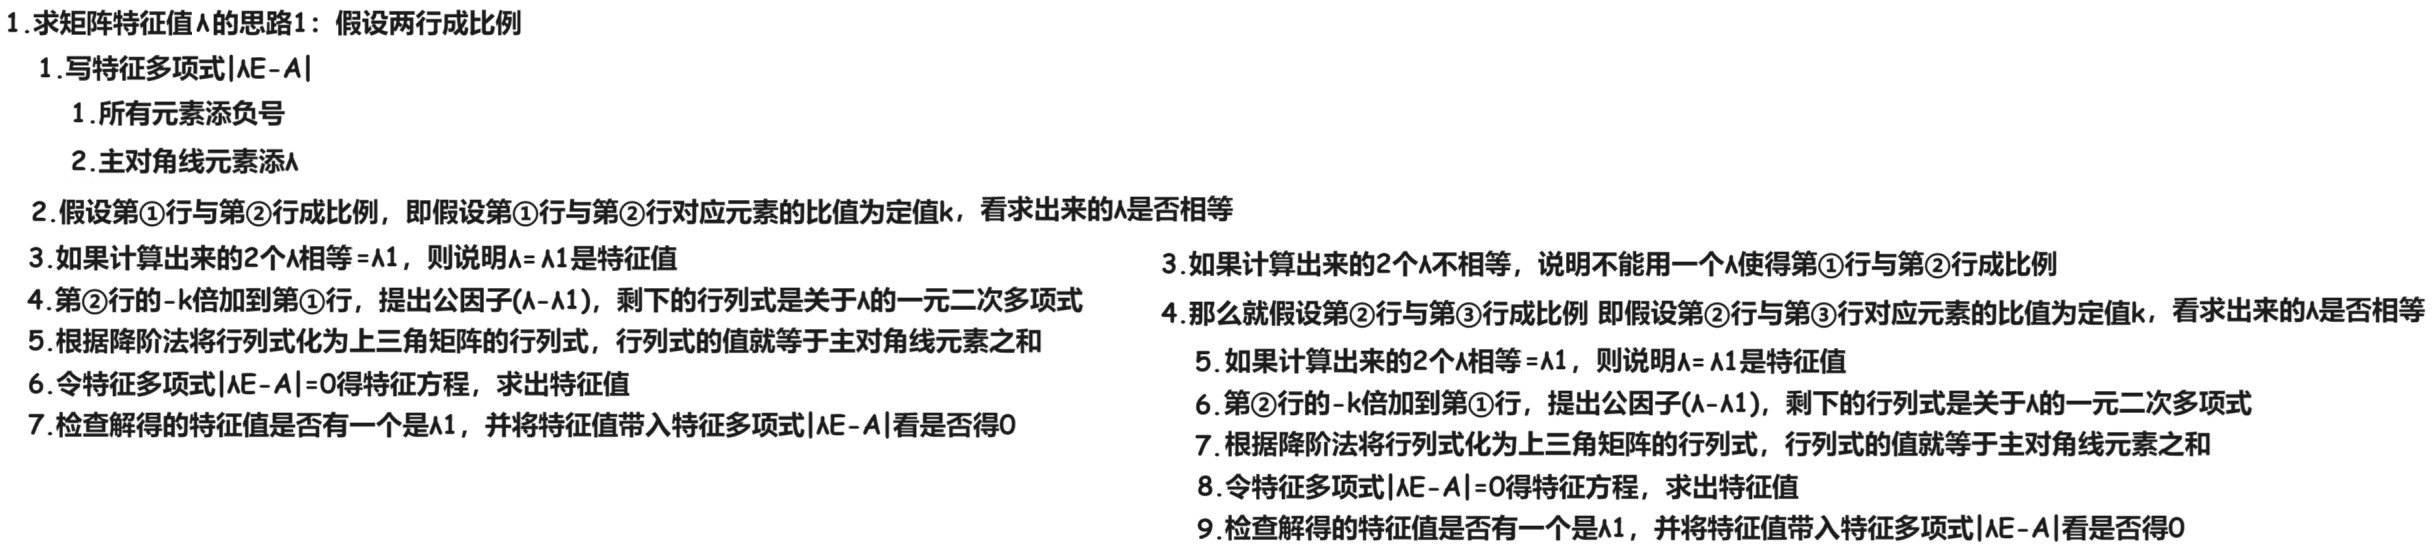 1.求矩阵特征值λ的思路1：假设两行成比例
1.写特征多项式|λE-A|
1.所有元素添负号
2.主对角线元素添λ
2.假设第①行与第②行成比例，即假设第①行与第②行对应元素的比值为定值k，看求出来的λ是否相等
3.如果计算出来的2个λ相等=λ1，则说明λ=λ1是特征值
4.第②行的-k倍加到第①行，提出公因子(λ-λ1)，剩下的行列式是关于λ的一元二次多项式
5.根据降阶法将行列式化为上三角矩阵的行列式，行列式的值就等于主对角线元素之和
6.令特征多项式|λE-A|=0得特征方程，求出特征值
7.检查解得的特征值是否有一个是λ1，并将特征值带入特征多项式|λE-A|看是否得0
3.如果计算出来的2个λ不相等，说明不能用一个λ使得第①行与第②行成比例
4.那么就假设第②行与第③行成比例 即假设第②行与第③行对应元素的比值为定值k，看求出来的λ是否相等
5.如果计算出来的2个λ相等=λ1，则说明λ=λ1是特征值
6.第②行的-k倍加到第①行，提出公因子(λ-λ1)，剩下的行列式是关于λ的一元二次多项式
7.根据降阶法将行列式化为上三角矩阵的行列式，行列式的值就等于主对角线元素之和
8.令特征多项式|λE-A|=0得特征方程，求出特征值
9.检查解得的特征值是否有一个是λ1，并将特征值带入特征多项式|λE-A|看是否得0